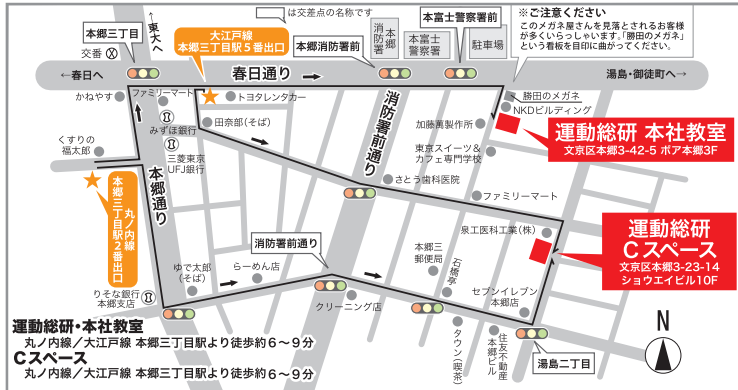 は交差点の名称です
※ご注意ください
このメガネ屋さんを見落とされるお客様
が多くいらっしゃいます。「勝田のメガネ」
という看板を目印に曲がってください。
本郷三丁目
↑東大へ
交番
大江戸線
本郷三丁目駅5番出口
本郷消防署前
本郷
消防署
本富士
警察署
本富士警察署前
駐車場
←春日へ
春日通り
湯島・御徒町へ→
かねやす
ファミリーマート
トヨタレンタカー
勝田のメガネ
NKDビルディング
みずほ銀行
田奈部(そば)
消防署前通り
加藤萬製作所
運動総研 本社教室
文京区本郷3-42-5 ボア本郷3F
くすりの
福太郎
三菱東京
UFJ銀行
東京スイーツ&
カフェ専門学校
本郷通り
さとう歯科医院
ファミリーマート
丸ノ内線
本郷三丁目駅2番出口
泉工医科工業(株)
運動総研
Cスペース
文京区本郷3-23-14
ショウエイビル10F
消防署前通り
本郷三
郵便局
石橋亭
ゆで太郎
(そば)
らーめん店
セブンイレブン
本郷店
りそな銀行
本郷支店
クリーニング店
タウン(喫茶)
住友不動産
本郷ビル
湯島二丁目
N
運動総研・本社教室
丸ノ内線/大江戸線 本郷三丁目駅より徒歩約6〜9分
Cスペース
丸ノ内線/大江戸線 本郷三丁目駅より徒歩約6〜9分